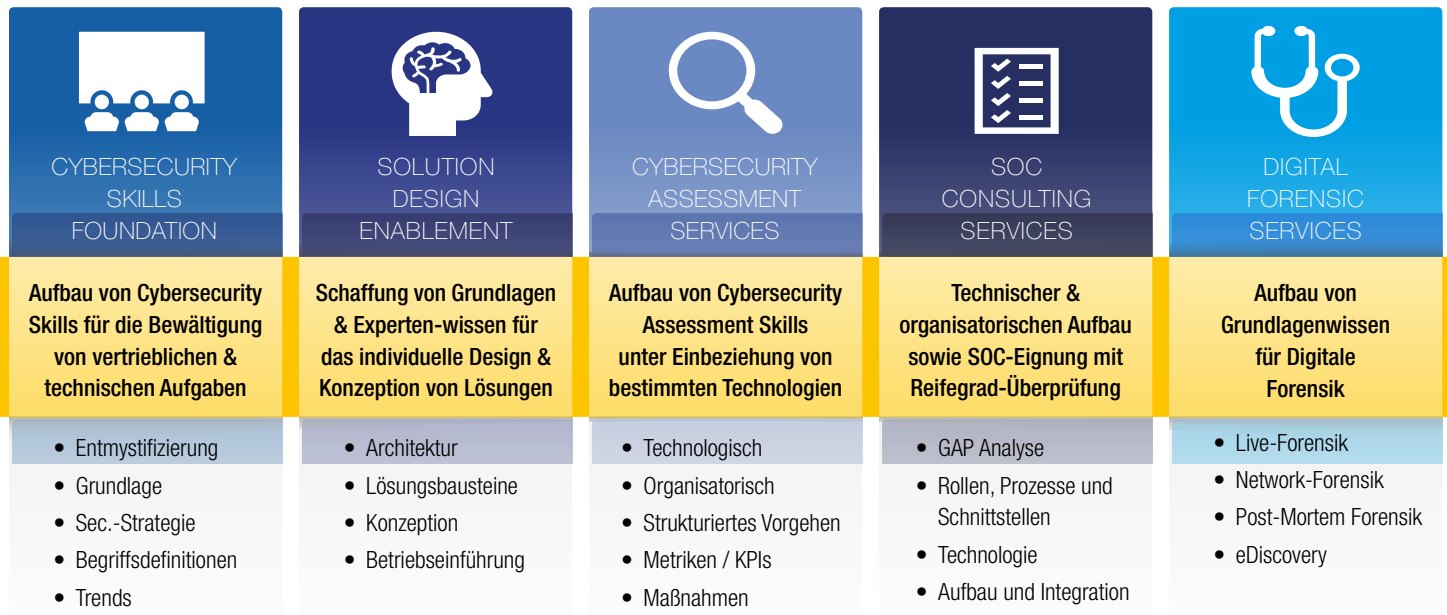 CYBERSECURITY
SKILLS
FOUNDATION
Aufbau von Cybersecurity
Skills für die Bewältigung
von vertrieblichen &
technischen Aufgaben
• Entmystifizierung
• Grundlage
• Sec.-Strategie
• Begriffsdefinitionen
• Trends
SOLUTION
DESIGN
ENABLEMENT
Schaffung von Grundlagen
& Experten-wissen für
das individuelle Design &
Konzeption von Lösungen
• Architektur
• Lösungsbausteine
• Konzeption
• Betriebseinführung
CYBERSECURITY
ASSESSMENT
SERVICES
Aufbau von Cybersecurity
Assessment Skills
unter Einbeziehung von
bestimmten Technologien
• Technologisch
• Organisatorisch
• Strukturiertes Vorgehen
• Metriken / KPIs
• Maßnahmen
SOC
CONSULTING
SERVICES
Technischer &
organisatorischen Aufbau
sowie SOC-Eignung mit
Reifegrad-Überprüfung
• GAP Analyse
• Rollen, Prozesse und
Schnittstellen
• Technologie
• Aufbau und Integration
DIGITAL
FORENSIC
SERVICES
Aufbau von
Grundlagenwissen
für Digitale
Forensik
• Live-Forensik
• Network-Forensik
• Post-Mortem Forensik
• eDiscovery